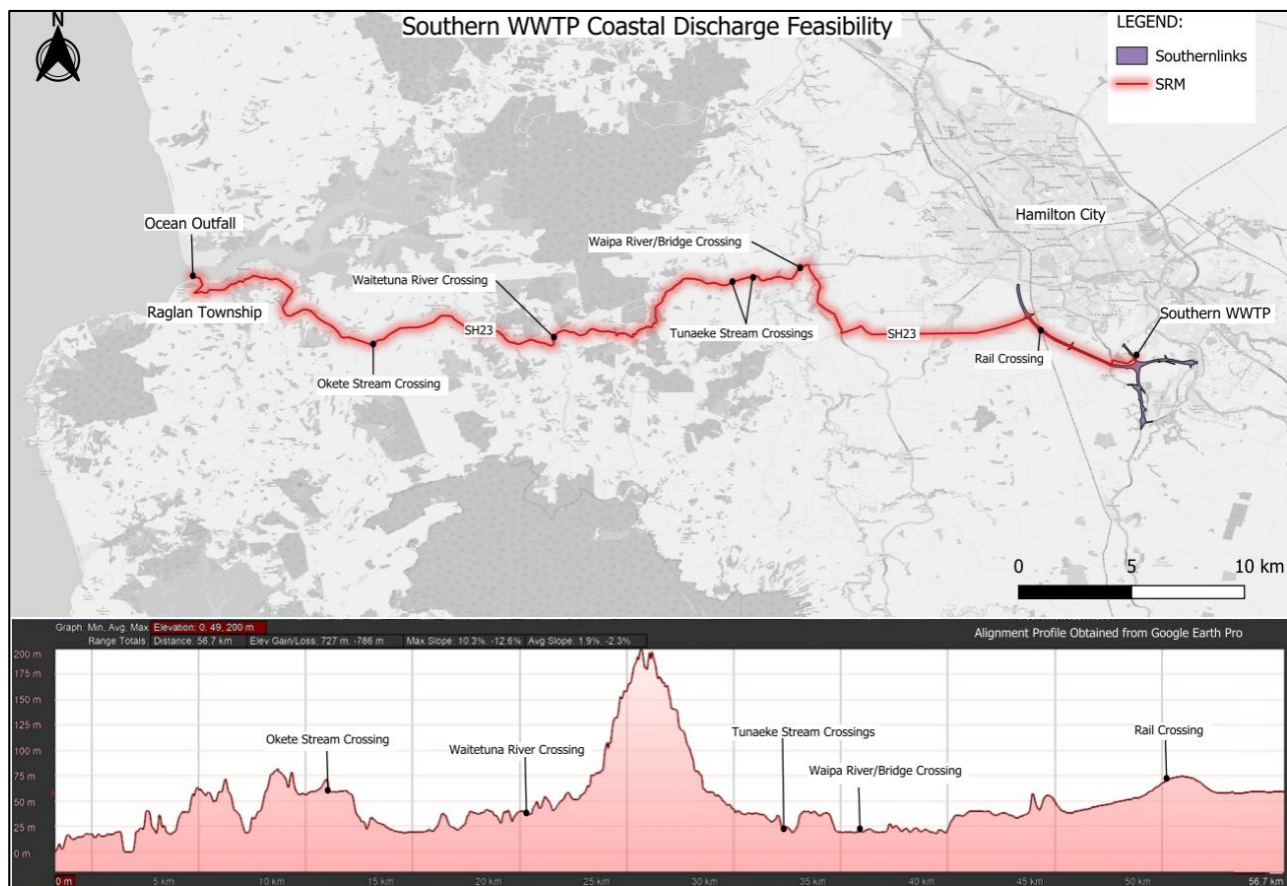 Southern WWTP Coastal Discharge Feasibility
N
LEGEND:
Southernlinks
SRM
Ocean Outfall
Raglan Township
Okete Stream Crossing
Waitetuna River Crossing
SH23
Waipa River/Bridge Crossing
Tunaeke Stream Crossings
SH23
Hamilton City
Southern WWTP
Rail Crossing
0 5 10 km
Graph: Min, Avg, Max Elevation: 0, 49, 200 m
Range Totals: Distance: 56.7 km Elev Gain/Loss: 727 m, -786 m Max Slope: 10.3%, -12.6% Avg Slope: 1.9%, -2.3%
Alignment Profile Obtained from Google Earth Pro
200 m
175 m
150 m
125 m
100 m
75 m
50 m
25 m
0 m
Okete Stream Crossing
Waitetuna River Crossing
Tunaeke Stream Crossings
Waipa River/Bridge Crossing
Rail Crossing
0 m 5 km 10 km 15 km 20 km 25 km 30 km 35 km 40 km 45 km 50 km 56.7 km